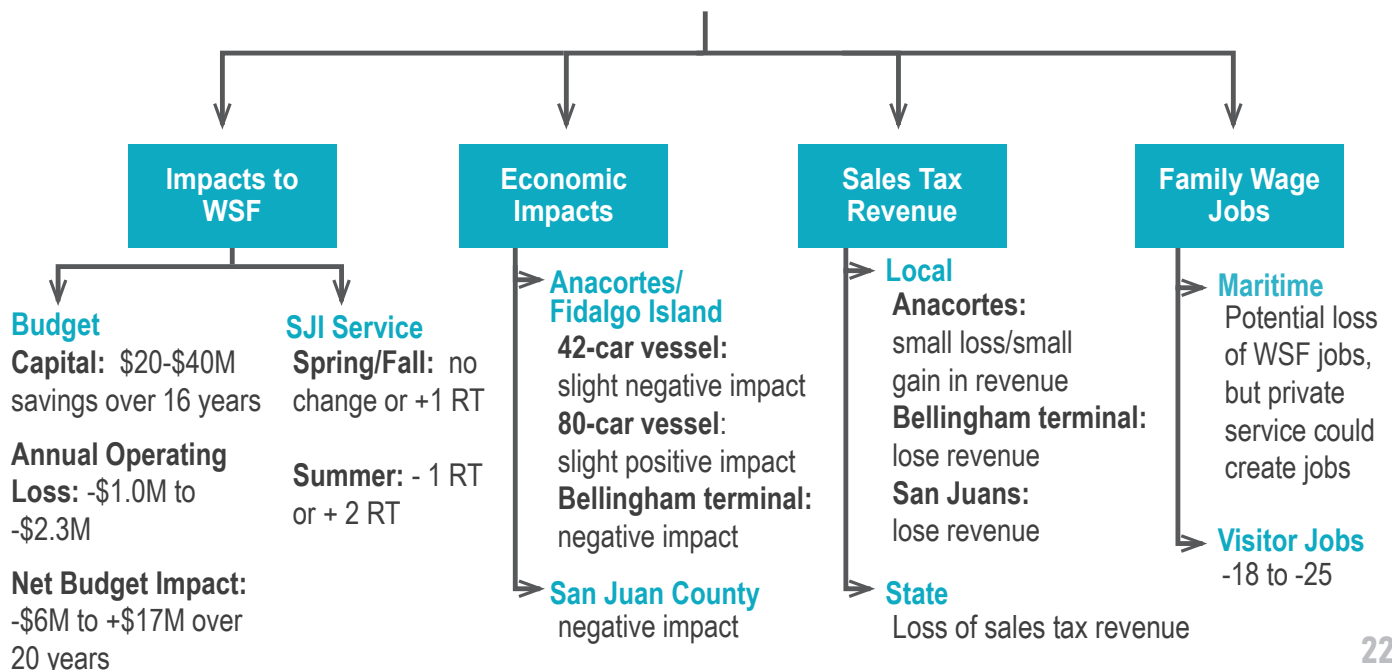 Impacts to
WSF
Budget
Capital: $20-$40M
savings over 16 years
Annual Operating
Loss: -$1.0M to
-$2.3M
Net Budget Impact:
-$6M to +$17M over
20 years
SJI Service
Spring/Fall: no
change or +1 RT
Summer: - 1 RT
or + 2 RT
Economic
Impacts
Anacortes/
Fidalgo Island
42-car vessel:
slight negative impact
80-car vessel:
slight positive impact
Bellingham terminal:
negative impact
San Juan County
negative impact
Sales Tax
Revenue
Local
Anacortes:
small loss/small
gain in revenue
Bellingham terminal:
lose revenue
San Juans:
lose revenue
State
Loss of sales tax revenue
Family Wage
Jobs
Maritime
Potential loss
of WSF jobs,
but private
service could
create jobs
Visitor Jobs
-18 to -25
22